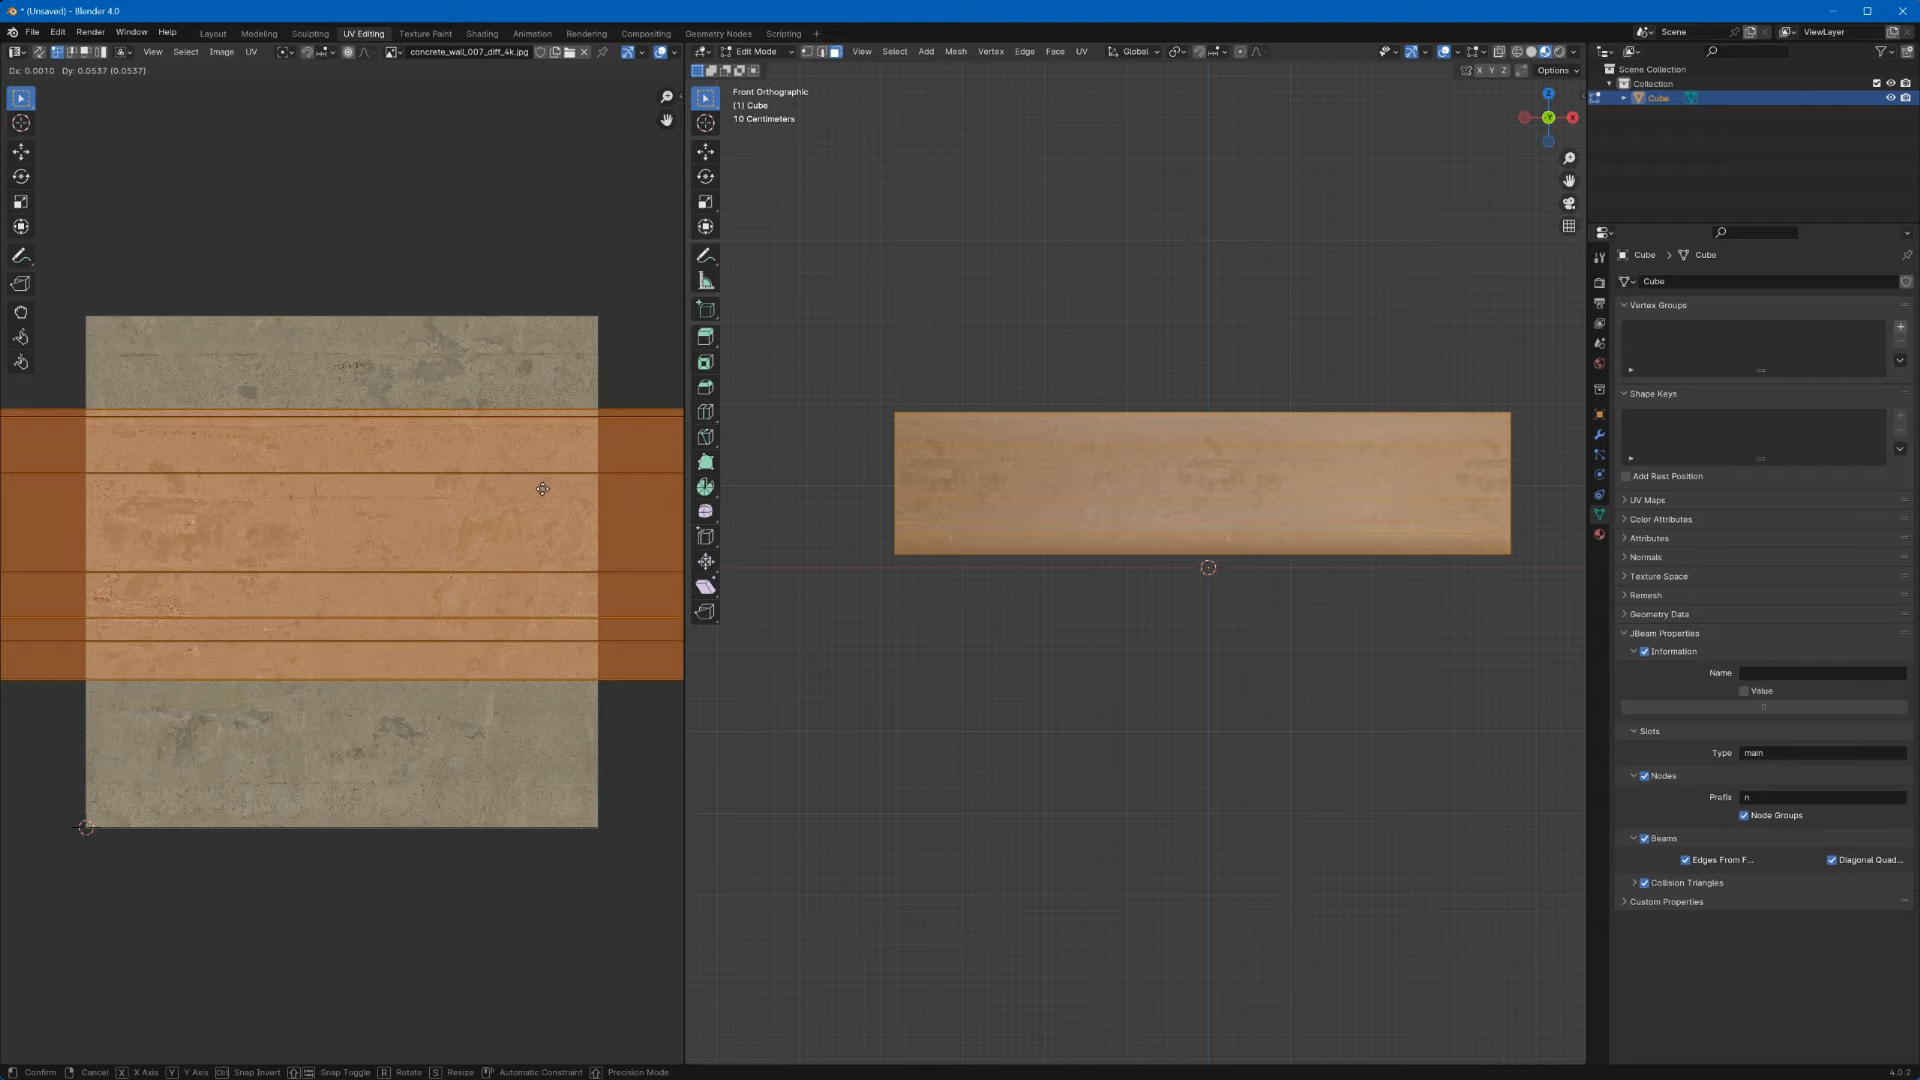 * (Unsaved) - Blender 4.0
File Edit Render Window Help Layout Modeling Sculpting UV Editing Texture Paint Shading Animation Rendering Compositing Geometry Nodes Scripting + Scene ViewLayer
View Select Image UV concrete_wall_007_diff_4k.jpg Edit Mode View Select Add Mesh Vertex Edge Face UV Global
Dx: 0.0010 Dy: 0.0537 (0.0537) X Y Z Options
Scene Collection
Collection
Cube
Front Orthographic
(1) Cube
10 Centimeters
Z
Y
X
Cube > Cube
Cube
Vertex Groups
Shape Keys
Add Rest Position
UV Maps
Color Attributes
Attributes
Normals
Texture Space
Remesh
Geometry Data
JBeam Properties
Information
Name
Value
0
Slots
Type main
Nodes
Prefix n
Node Groups
Beams
Edges From F... Diagonal Quad...
Collision Triangles
Custom Properties
Confirm Cancel X X Axis Y Y Axis Ctrl Snap Invert Snap Toggle R Rotate S Resize Automatic Constraint Precision Mode 4.0.2